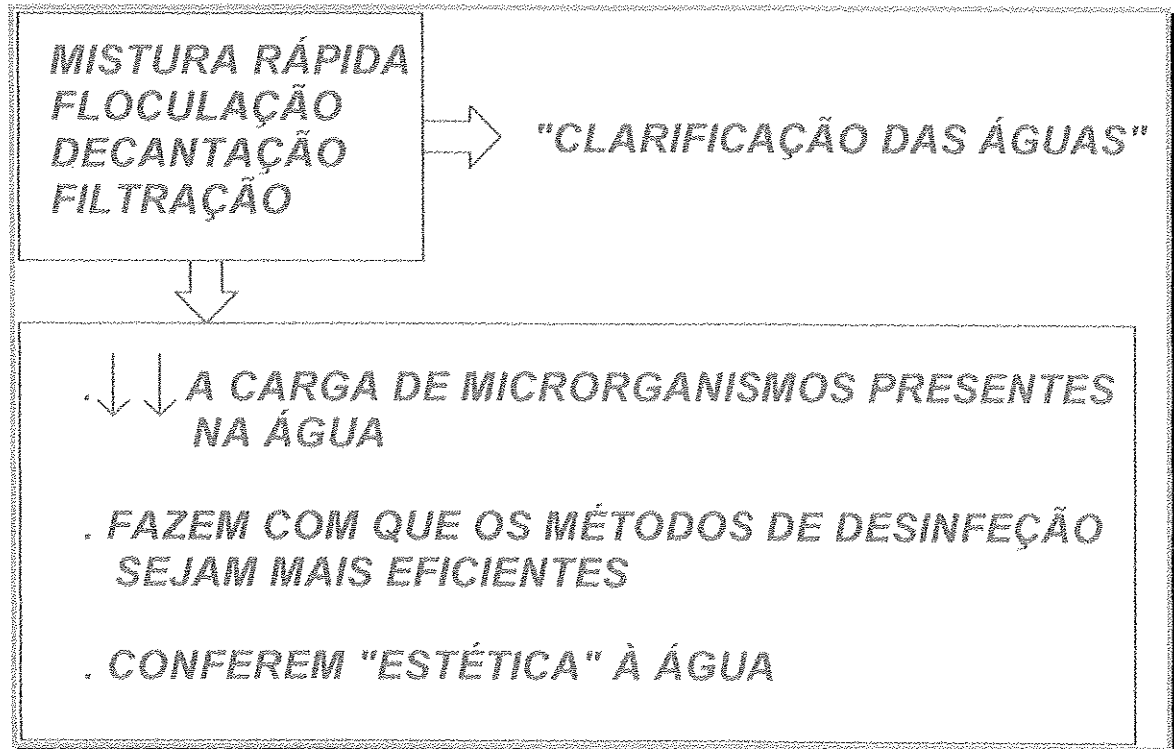 MISTURA RÁPIDA
FLOCULAÇÃO
DECANTAÇÃO
FILTRAÇÃO
"CLARIFICAÇÃO DAS ÁGUAS"
. A CARGA DE MICRORGANISMOS PRESENTES
NA ÁGUA
. FAZEM COM QUE OS MÉTODOS DE DESINFEÇÃO
SEJAM MAIS EFICIENTES
. CONFEREM "ESTÉTICA" À ÁGUA